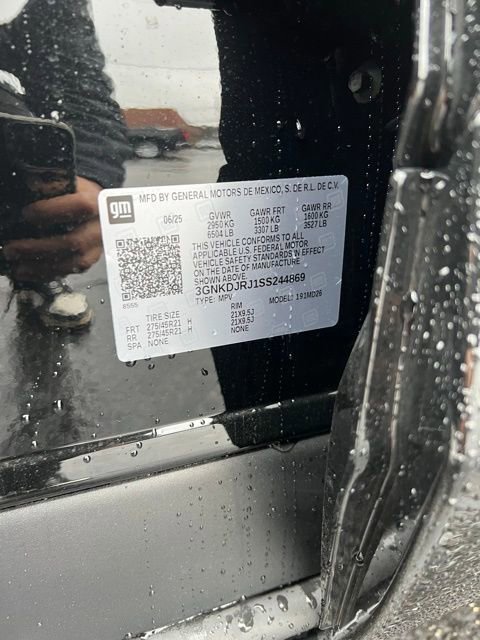 MFD BY GENERAL MOTORS DE MEXICO, S. DE R.L. DE C.V.
gm
06/25 GVWR GAWR FRT GAWR RR
2950 KG 1500 KG 1600 KG
6504 LB 3307 LB 3527 LB
THIS VEHICLE CONFORMS TO ALL
APPLICABLE U.S. FEDERAL MOTOR
VEHICLE SAFETY STANDARDS IN EFFECT
ON THE DATE OF MANUFACTURE
SHOWN ABOVE.
3GNKDJRJ1SS244869
TYPE: MPV MODEL: 191MD26
8555
TIRE SIZE RIM
FRT 275/45R21 H 21X9.5J
RR 275/45R21 H 21X9.5J
SPA NONE NONE